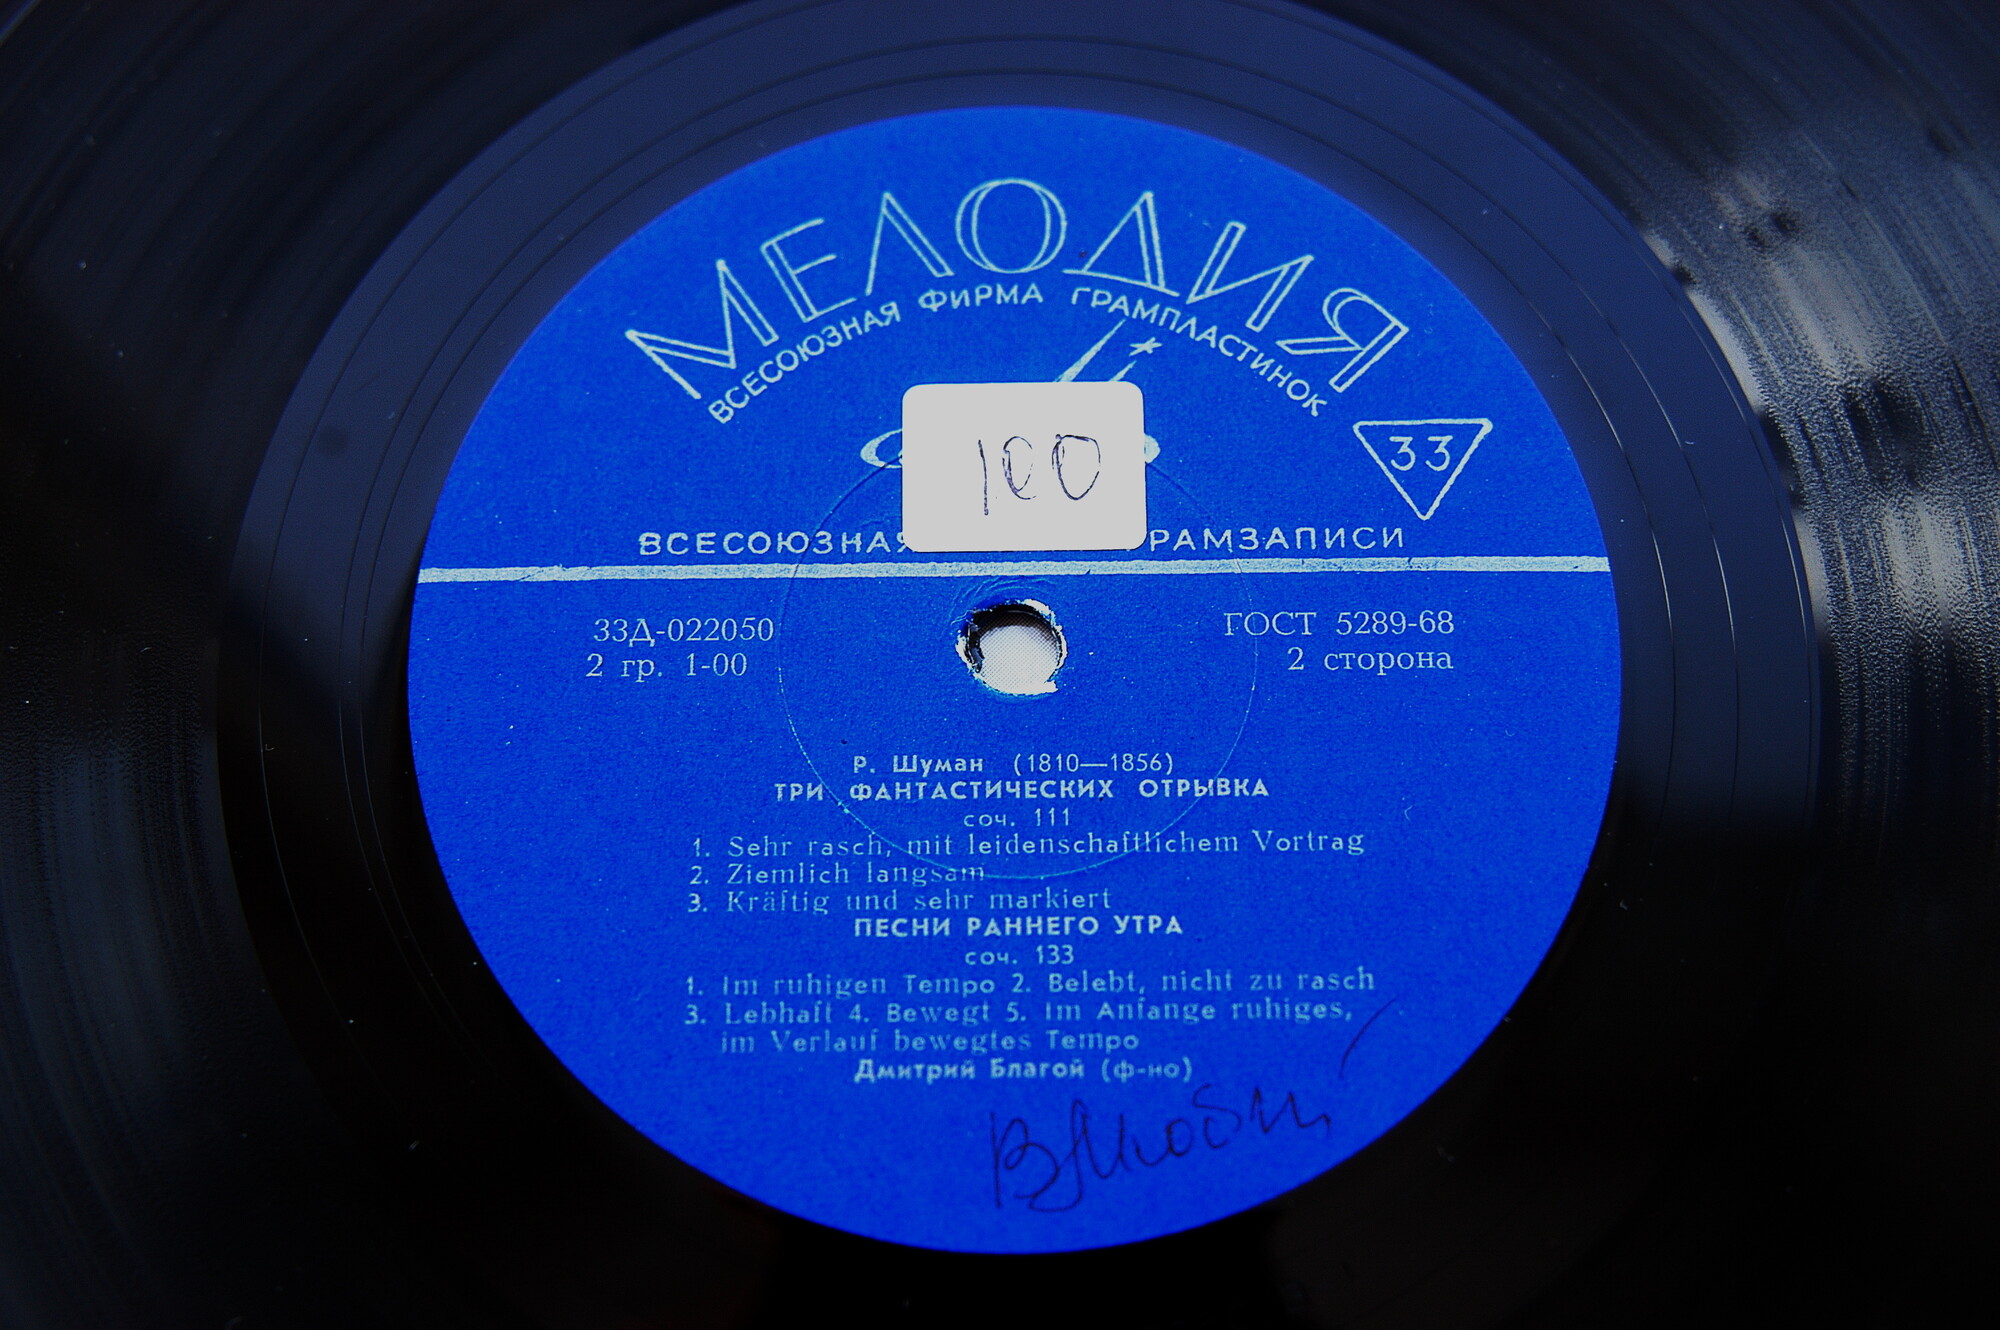 МЕЛОДИЯ
ВСЕСОЮЗНАЯ ФИРМА ГРАМПЛАСТИНОК
33
100
ВСЕСОЮЗНАЯ РАМЗАПИСИ
33Д-022050
2 гр. 1-00
ГОСТ 5289-68
2 сторона
Р. Шуман (1810—1856)
ТРИ ФАНТАСТИЧЕСКИХ ОТРЫВКА
соч. 111
1. Sehr rasch, mit leidenschaftlichem Vortrag
2. Ziemlich langsam
3. Kräftig und sehr markiert
ПЕСНИ РАННЕГО УТРА
соч. 133
1. Im ruhigen Tempo 2. Belebt, nicht zu rasch
3. Lebhaft 4. Bewegt 5. Im Anfange ruhiges,
im Verlauf bewegtes Tempo
Дмитрий Благой (ф-но)